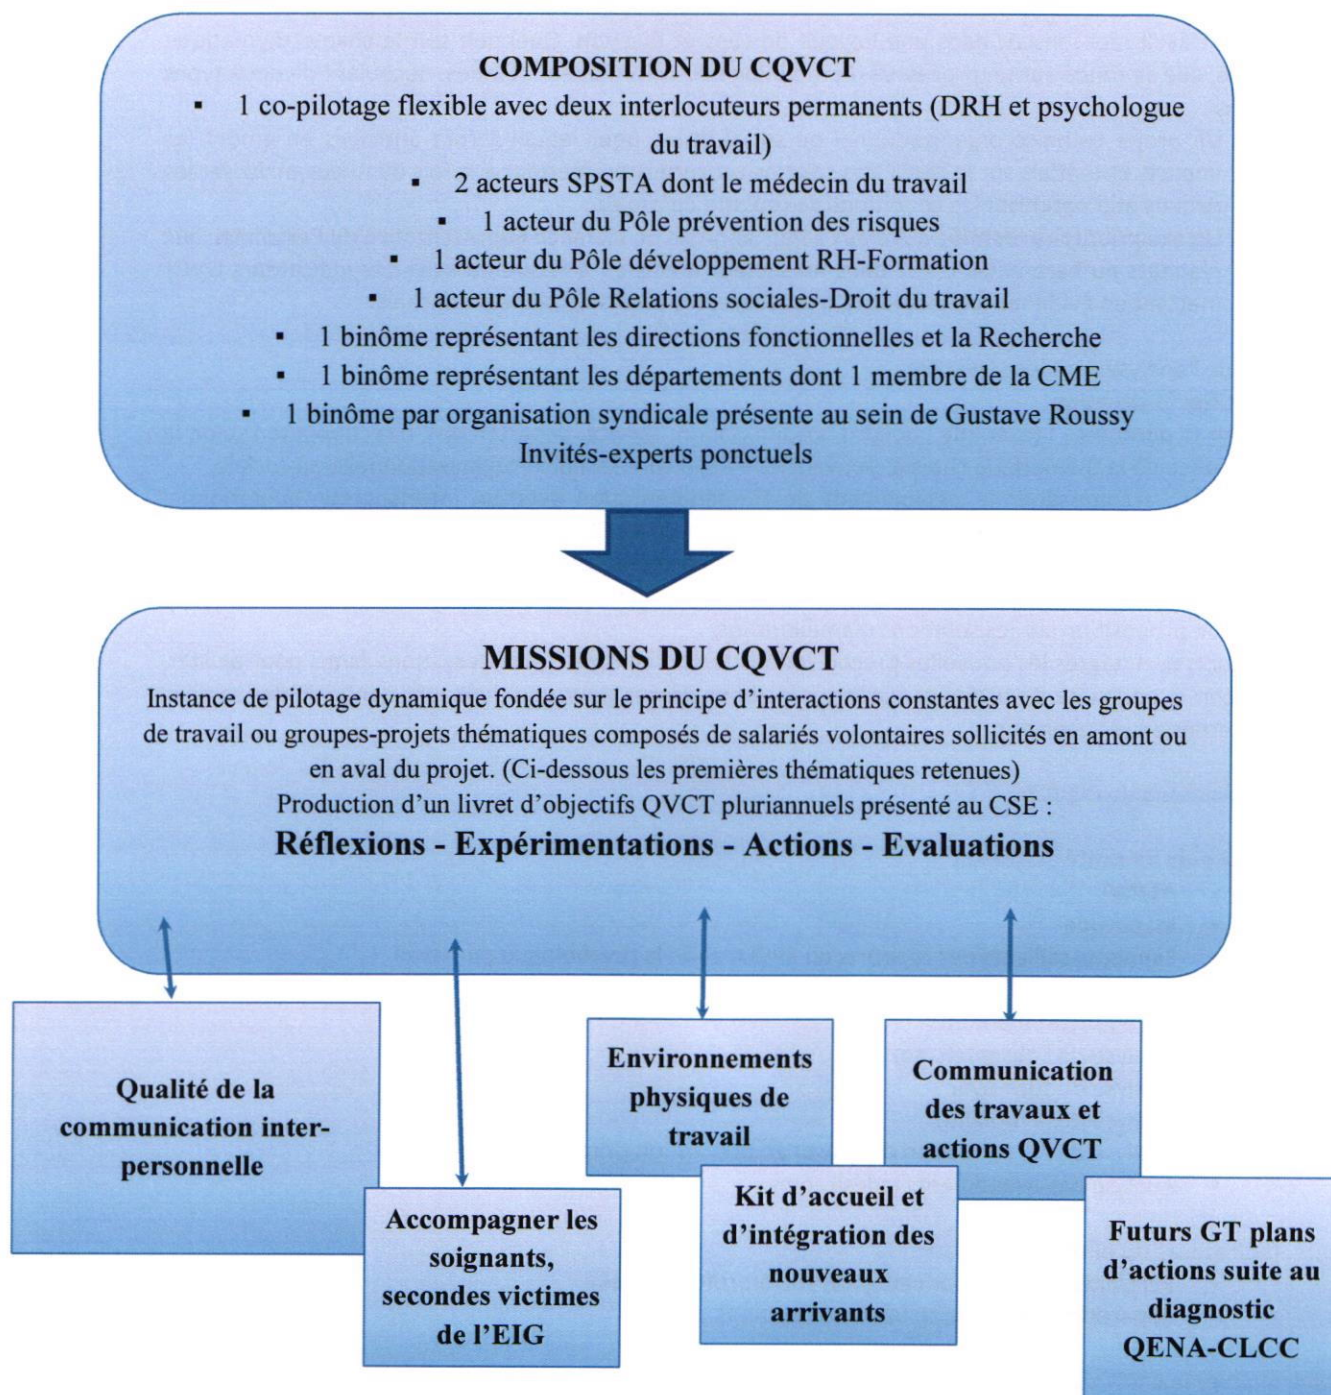 COMPOSITION DU CQVCT
▪ 1 co-pilotage flexible avec deux interlocuteurs permanents (DRH et psychologue
du travail)
▪ 2 acteurs SPSTA dont le médecin du travail
▪ 1 acteur du Pôle prévention des risques
▪ 1 acteur du Pôle développement RH-Formation
▪ 1 acteur du Pôle Relations sociales-Droit du travail
▪ 1 binôme représentant les directions fonctionnelles et la Recherche
▪ 1 binôme représentant les départements dont 1 membre de la CME
▪ 1 binôme par organisation syndicale présente au sein de Gustave Roussy
Invités-experts ponctuels
MISSIONS DU CQVCT
Instance de pilotage dynamique fondée sur le principe d'interactions constantes avec les groupes
de travail ou groupes-projets thématiques composés de salariés volontaires sollicités en amont ou
en aval du projet. (Ci-dessous les premières thématiques retenues)
Production d'un livret d'objectifs QVCT pluriannuels présenté au CSE :
Réflexions - Expérimentations - Actions - Evaluations
Qualité de la
communication inter-
personnelle
Accompagner les
soignants,
secondes victimes
de l'EIG
Environnements
physiques de
travail
Kit d'accueil et
d'intégration des
nouveaux
arrivants
Communication
des travaux et
actions QVCT
Futurs GT plans
d'actions suite au
diagnostic
QENA-CLCC